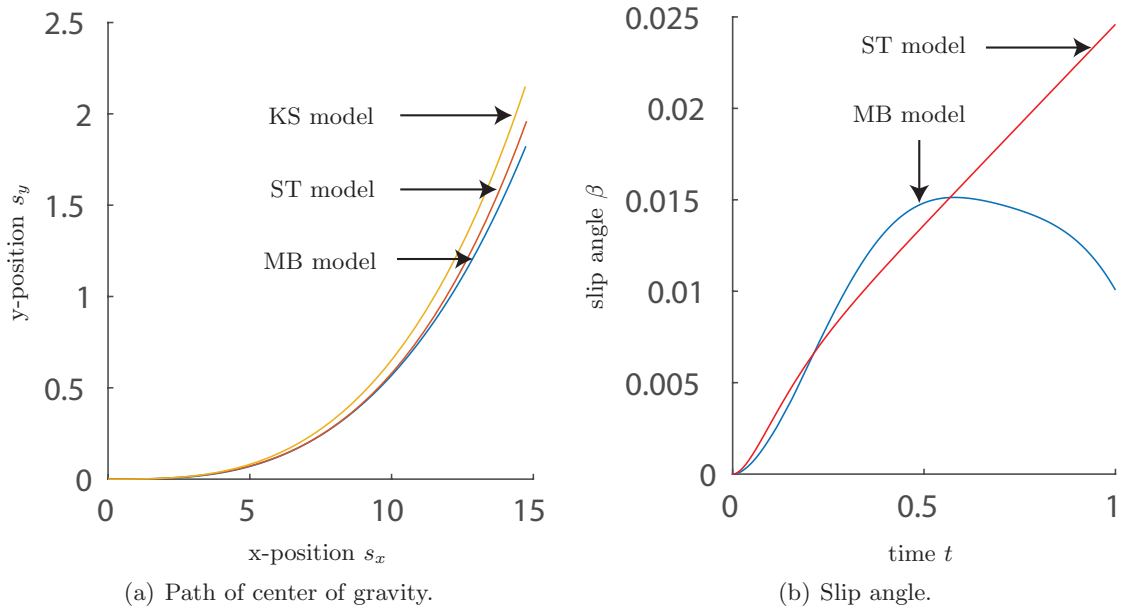 2.5
2
1.5
1
0.5
0
0
5
10
15
y-position s_y
x-position s_x
KS model
ST model
MB model
(a) Path of center of gravity.
0.025
0.02
0.015
0.01
0.005
0
0
0.5
1
slip angle β
time t
ST model
MB model
(b) Slip angle.